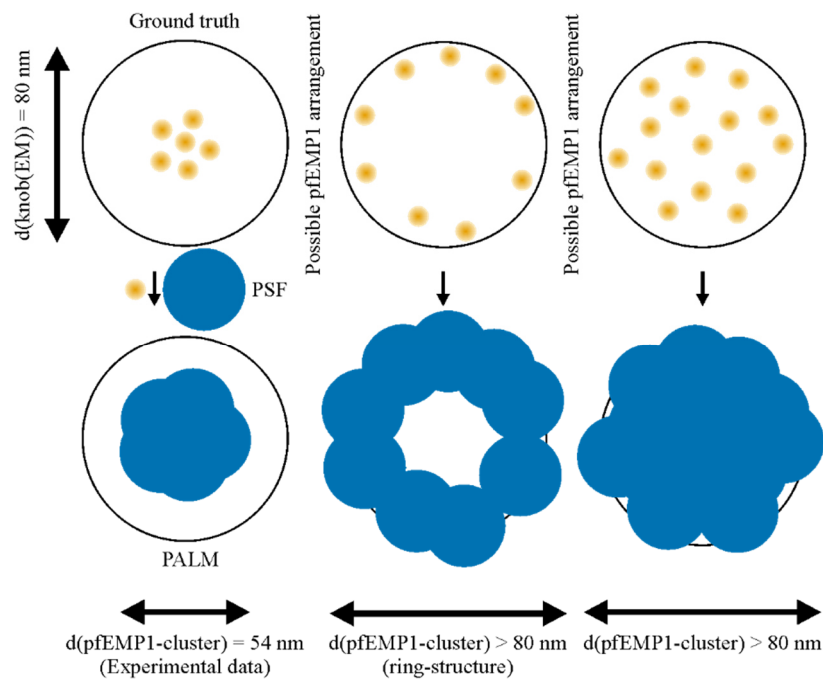 Ground truth
d(knob(EM)) = 80 nm
Possible pfEMP1 arrangement
Possible pfEMP1 arrangement
PSF
PALM
d(pfEMP1-cluster) = 54 nm
(Experimental data)
d(pfEMP1-cluster) > 80 nm
(ring-structure)
d(pfEMP1-cluster) > 80 nm